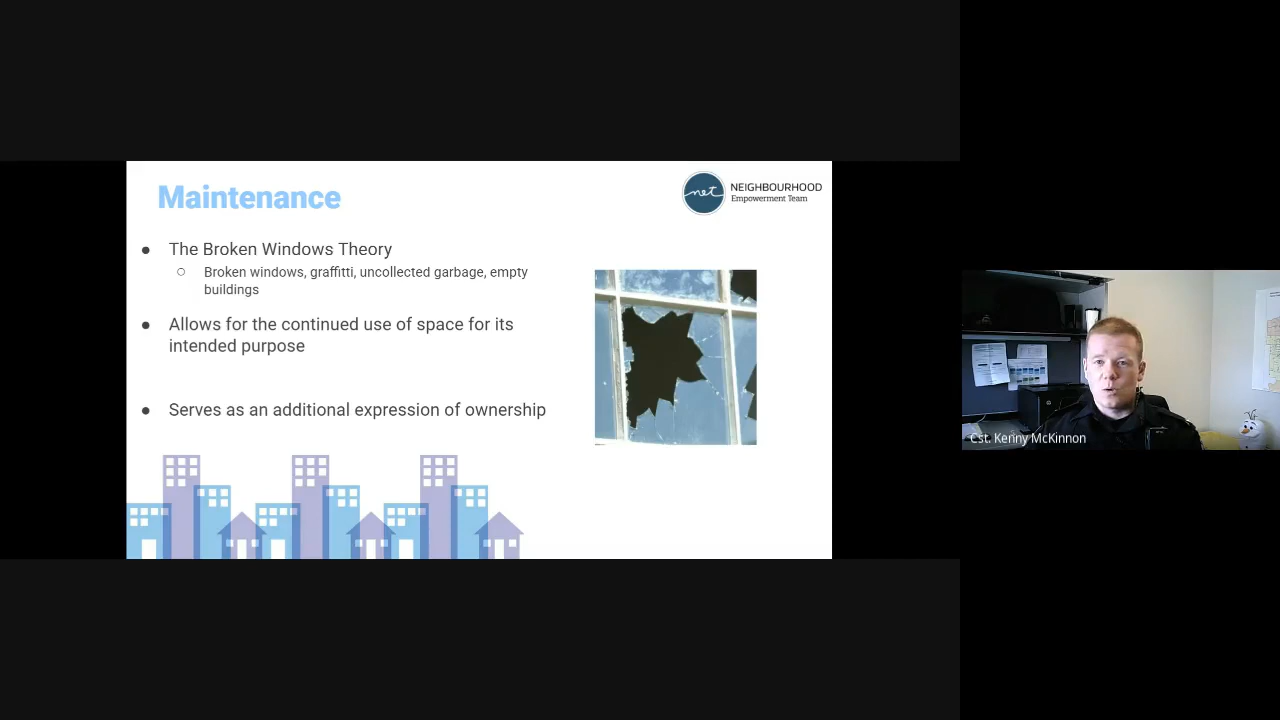 Maintenance
net
NEIGHBOURHOOD
Empowerment Team
● The Broken Windows Theory
○ Broken windows, graffitti, uncollected garbage, empty
buildings
● Allows for the continued use of space for its
intended purpose
● Serves as an additional expression of ownership
Cst. Kenny McKinnon